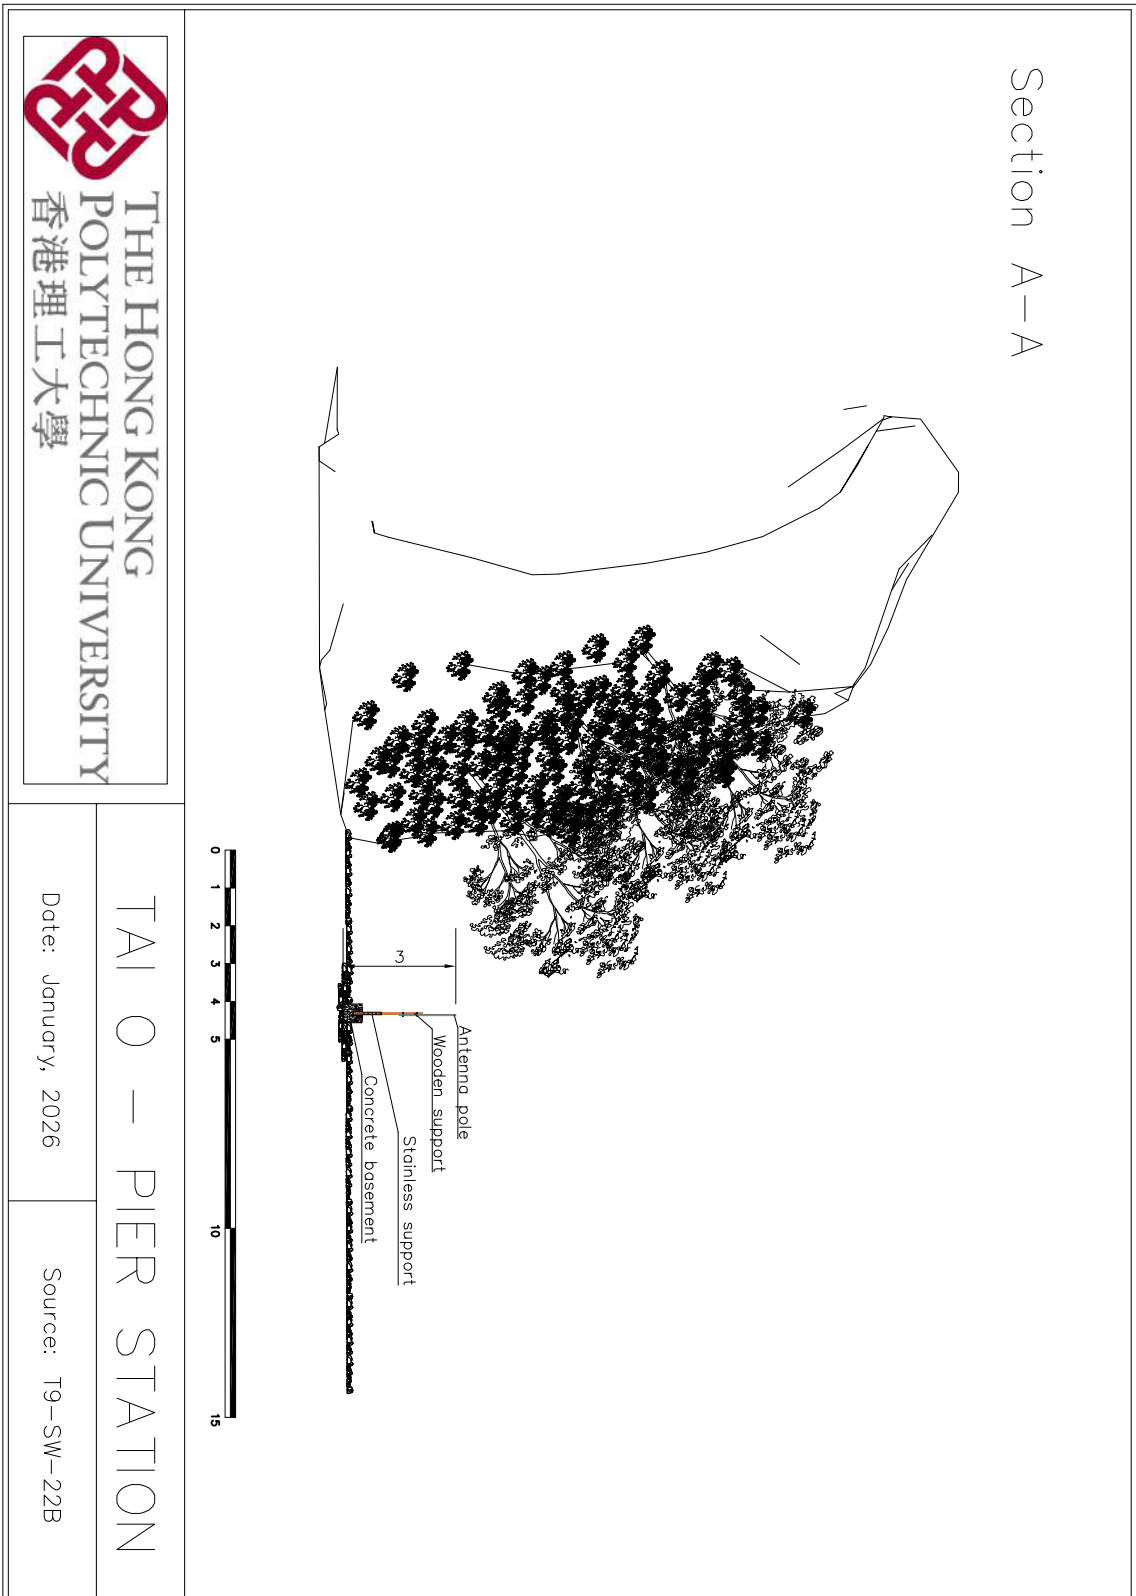 Section A-A
3
Antenna pole
Wooden support
Stainless support
Concrete basement
0 1 2 3 4 5 10 15
THE HONG KONG
POLYTECHNIC UNIVERSITY
香港理工大學
TAI O - PIER STATION
Date: January, 2026
Source: T9-SW-22B